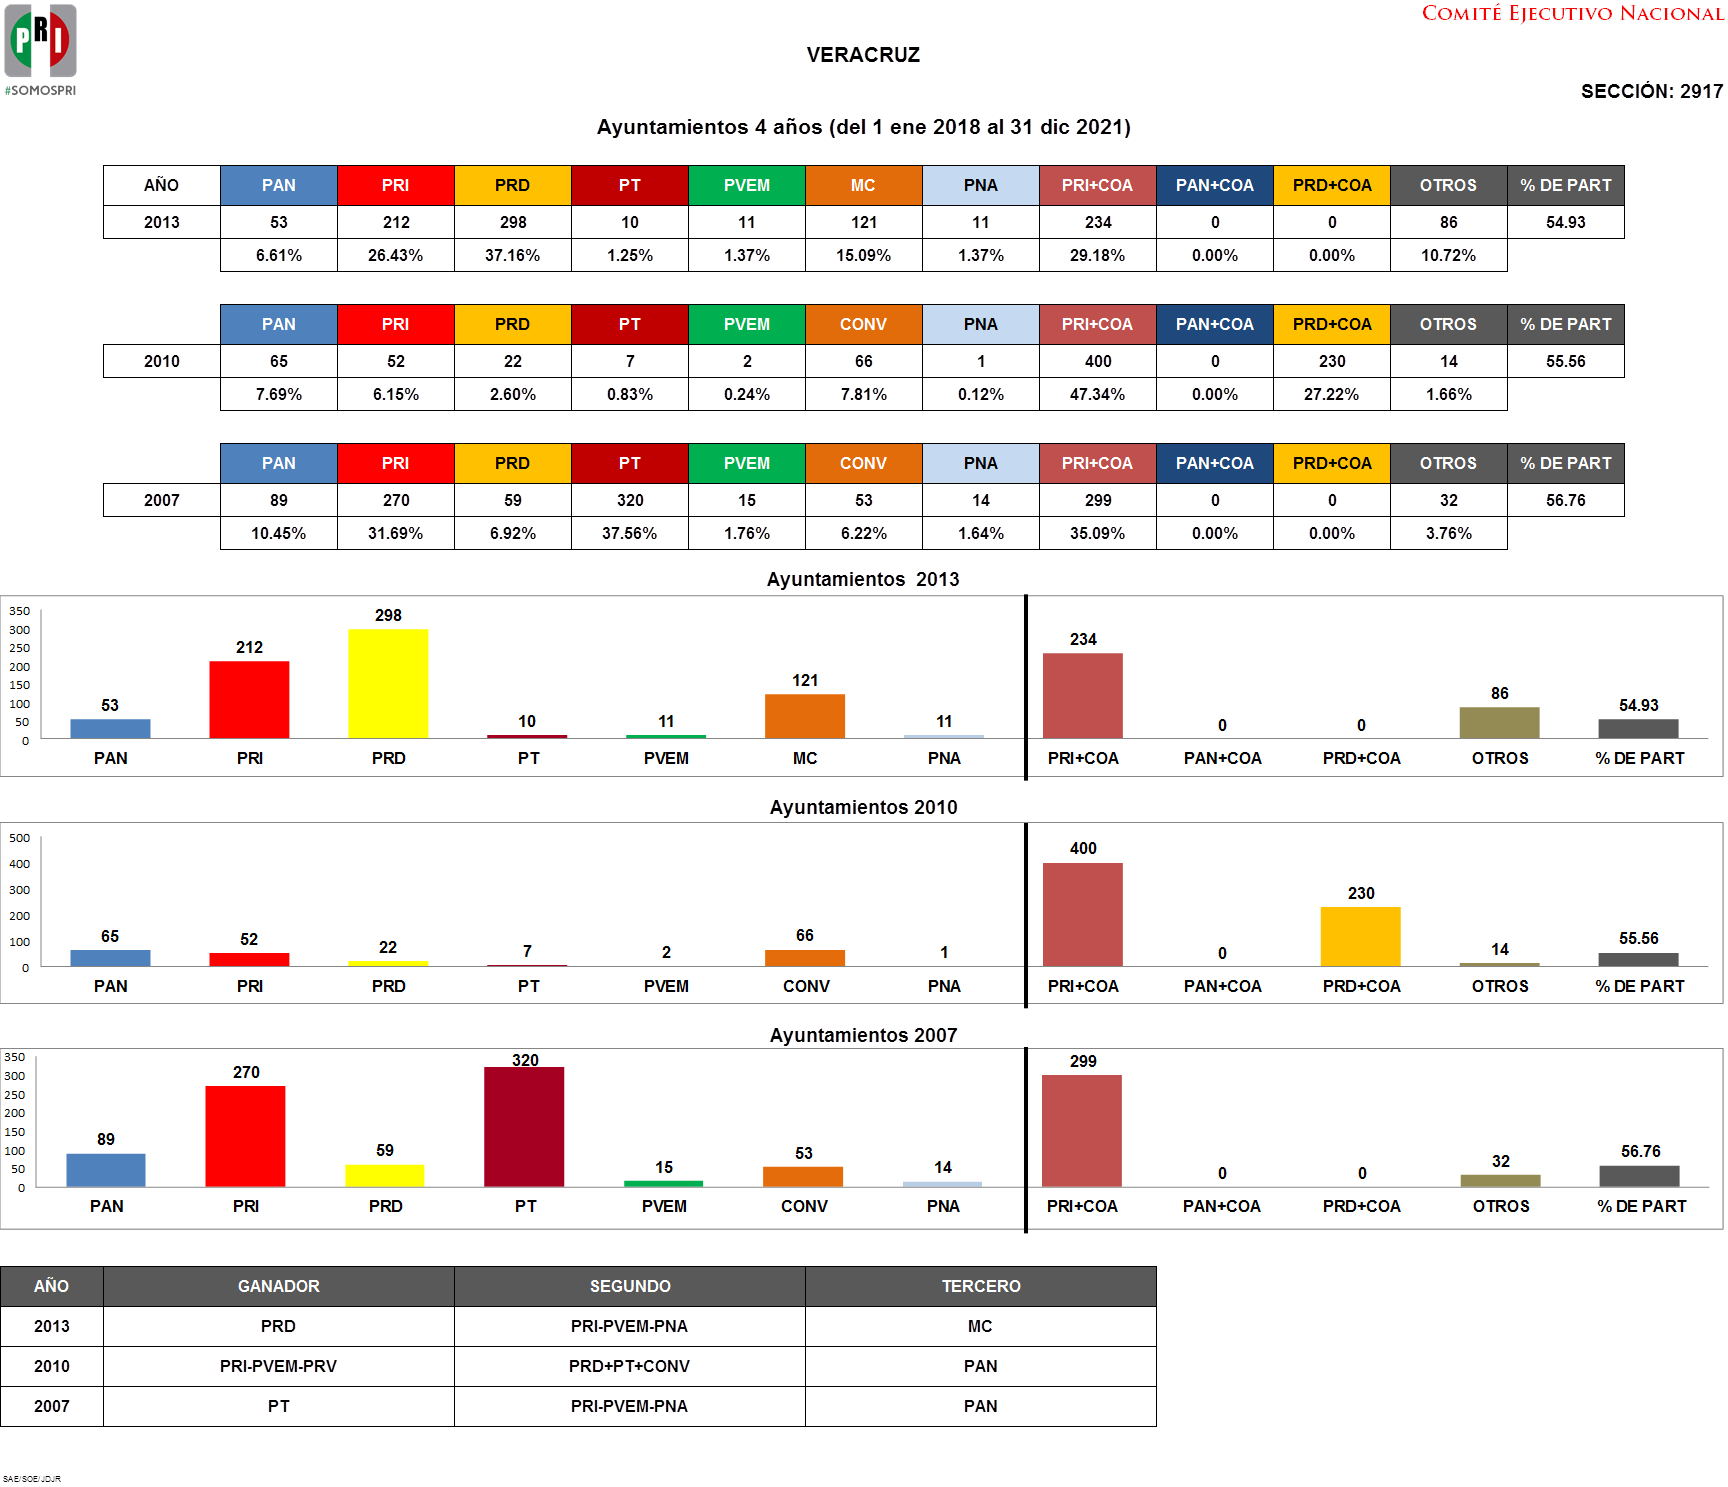 PRI
#SOMOSPRI
COMITÉ EJECUTIVO NACIONAL
VERACRUZ
SECCIÓN: 2917
Ayuntamientos 4 años (del 1 ene 2018 al 31 dic 2021)
AÑO PAN PRI PRD PT PVEM MC PNA PRI+COA PAN+COA PRD+COA OTROS % DE PART
2013 53 212 298 10 11 121 11 234 0 0 86 54.93
6.61% 26.43% 37.16% 1.25% 1.37% 15.09% 1.37% 29.18% 0.00% 0.00% 10.72%
PAN PRI PRD PT PVEM CONV PNA PRI+COA PAN+COA PRD+COA OTROS % DE PART
2010 65 52 22 7 2 66 1 400 0 230 14 55.56
7.69% 6.15% 2.60% 0.83% 0.24% 7.81% 0.12% 47.34% 0.00% 27.22% 1.66%
PAN PRI PRD PT PVEM CONV PNA PRI+COA PAN+COA PRD+COA OTROS % DE PART
2007 89 270 59 320 15 53 14 299 0 0 32 56.76
10.45% 31.69% 6.92% 37.56% 1.76% 6.22% 1.64% 35.09% 0.00% 0.00% 3.76%
Ayuntamientos 2013
350
300
250
200
150
100
50
0
53 212 298 10 11 121 11 234 0 0 86 54.93
PAN PRI PRD PT PVEM MC PNA PRI+COA PAN+COA PRD+COA OTROS % DE PART
Ayuntamientos 2010
500
400
300
200
100
0
65 52 22 7 2 66 1 400 0 230 14 55.56
PAN PRI PRD PT PVEM CONV PNA PRI+COA PAN+COA PRD+COA OTROS % DE PART
Ayuntamientos 2007
350
300
250
200
150
100
50
0
89 270 59 320 15 53 14 299 0 0 32 56.76
PAN PRI PRD PT PVEM CONV PNA PRI+COA PAN+COA PRD+COA OTROS % DE PART
AÑO GANADOR SEGUNDO TERCERO
2013 PRD PRI-PVEM-PNA MC
2010 PRI-PVEM-PRV PRD+PT+CONV PAN
2007 PT PRI-PVEM-PNA PAN
SAE/SOE/JDJR